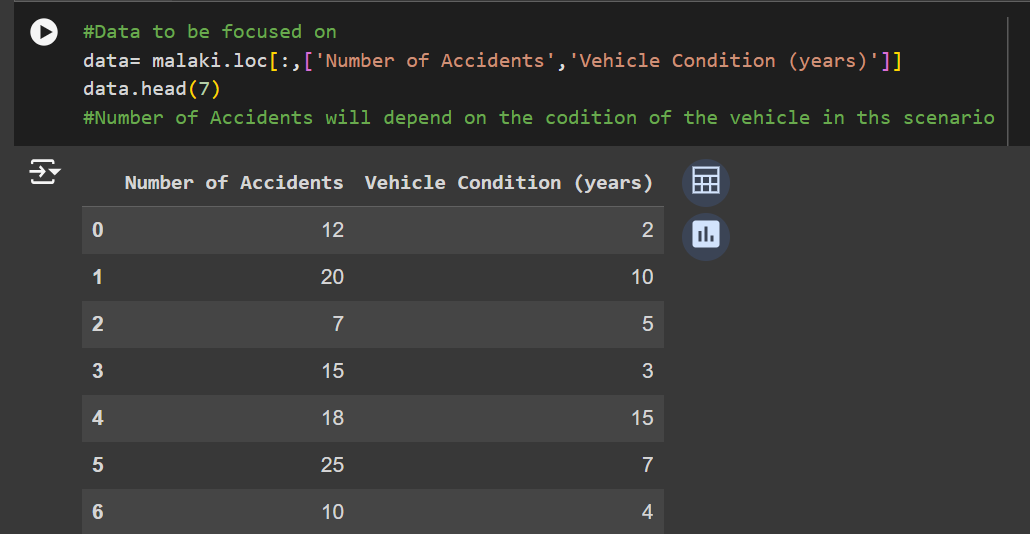 #Data to be focused on
data= malaki.loc[:,['Number of Accidents','Vehicle Condition (years)']]
data.head(7)
#Number of Accidents will depend on the codition of the vehicle in ths scenario
Number of Accidents Vehicle Condition (years)
0 12 2
1 20 10
2 7 5
3 15 3
4 18 15
5 25 7
6 10 4